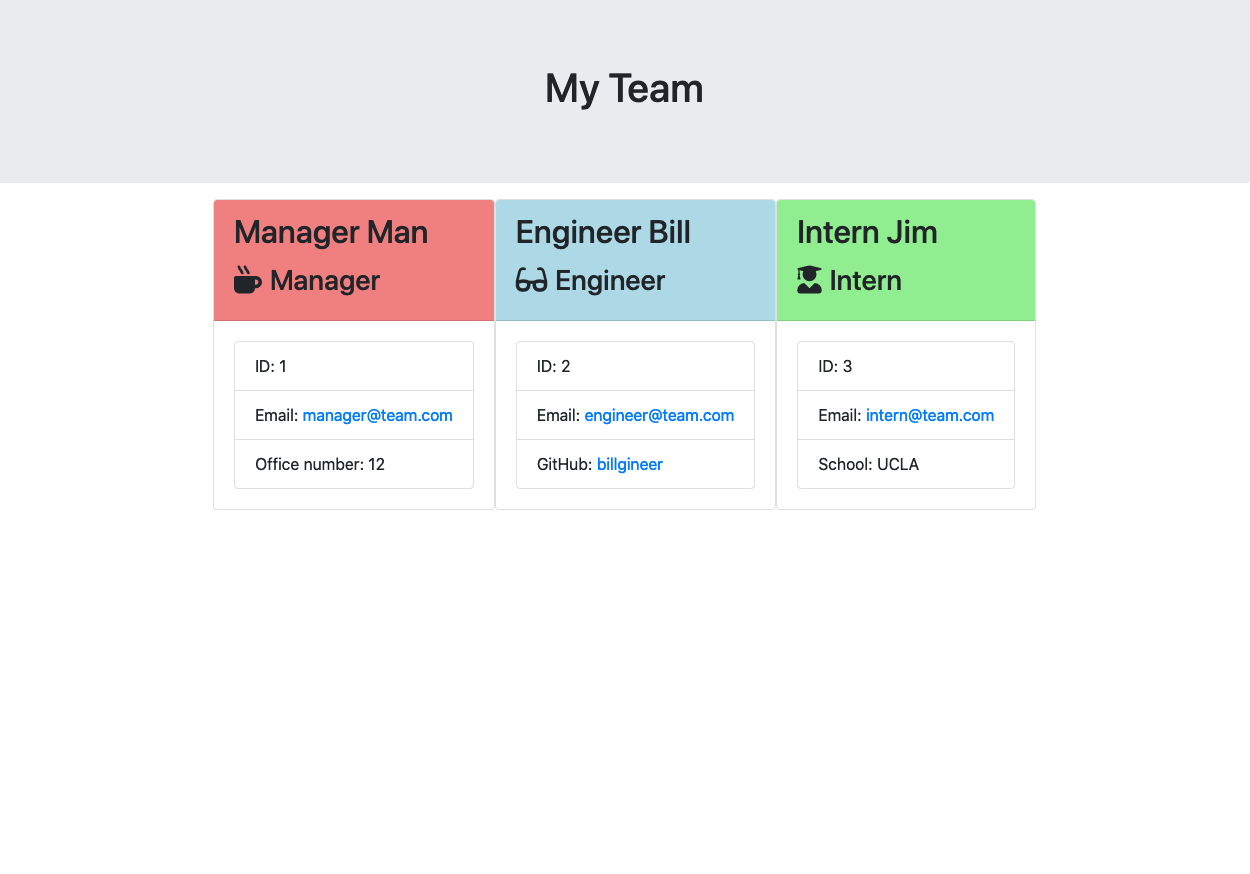 My Team
Manager Man
Manager
ID: 1
Email: manager@team.com
Office number: 12
Engineer Bill
Engineer
ID: 2
Email: engineer@team.com
GitHub: billgineer
Intern Jim
Intern
ID: 3
Email: intern@team.com
School: UCLA